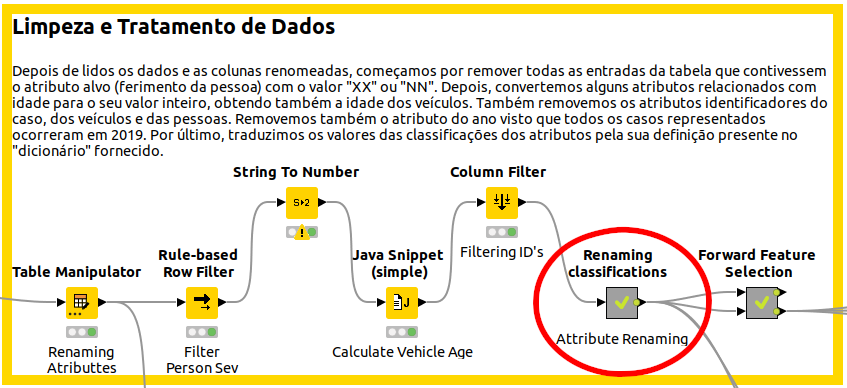 Limpeza e Tratamento de Dados
Depois de lidos os dados e as colunas renomeadas, começamos por remover todas as entradas da tabela que contivessem
o atributo alvo (ferimento da pessoa) com o valor "XX" ou "NN". Depois, convertemos alguns atributos relacionados com
idade para o seu valor inteiro, obtendo também a idade dos veículos. Também removemos os atributos identificadores do
caso, dos veículos e das pessoas. Removemos também o atributo do ano visto que todos os casos representados
ocorreram em 2019. Por último, traduzimos os valores das classificações dos atributos pela sua definição presente no
"dicionário" fornecido.
String To Number
Column Filter
S▸2
Filtering ID's
Table Manipulator
Rule-based
Row Filter
Java Snippet
(simple)
J
Renaming
classifications
Forward Feature
Selection
Renaming
Atributtes
Filter
Person Sev
Calculate Vehicle Age
Attribute Renaming